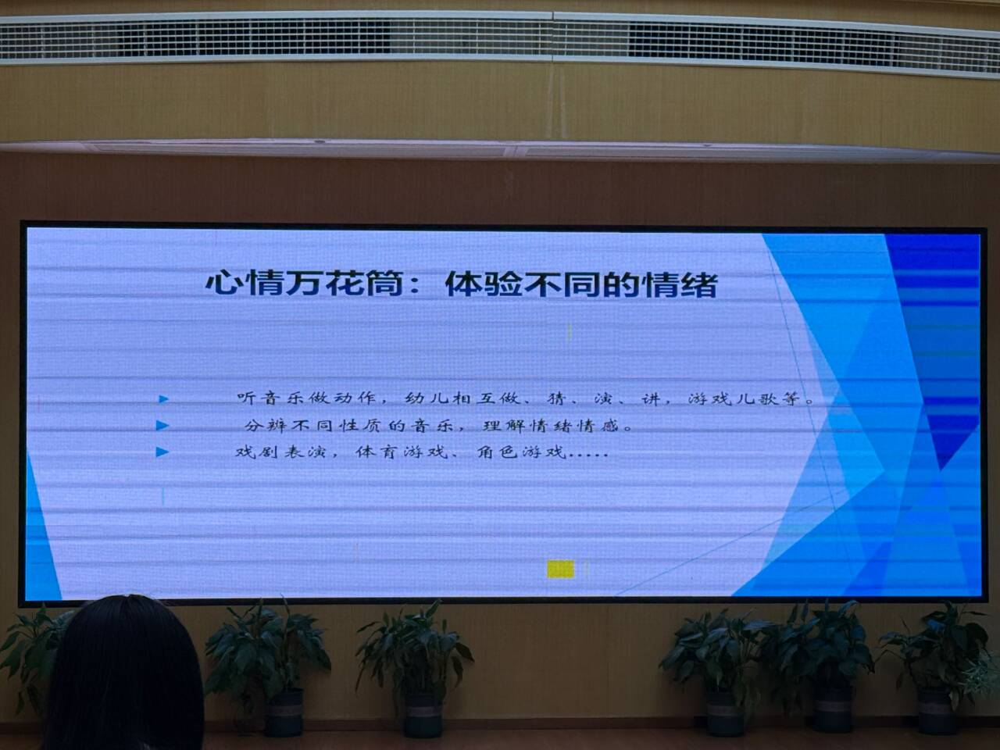 心情万花筒：体验不同的情绪
听音乐做动作，幼儿相互做、猜、演、讲，游戏儿歌等。
分辨不同性质的音乐，理解情绪情感。
戏剧表演，体育游戏、角色游戏.....